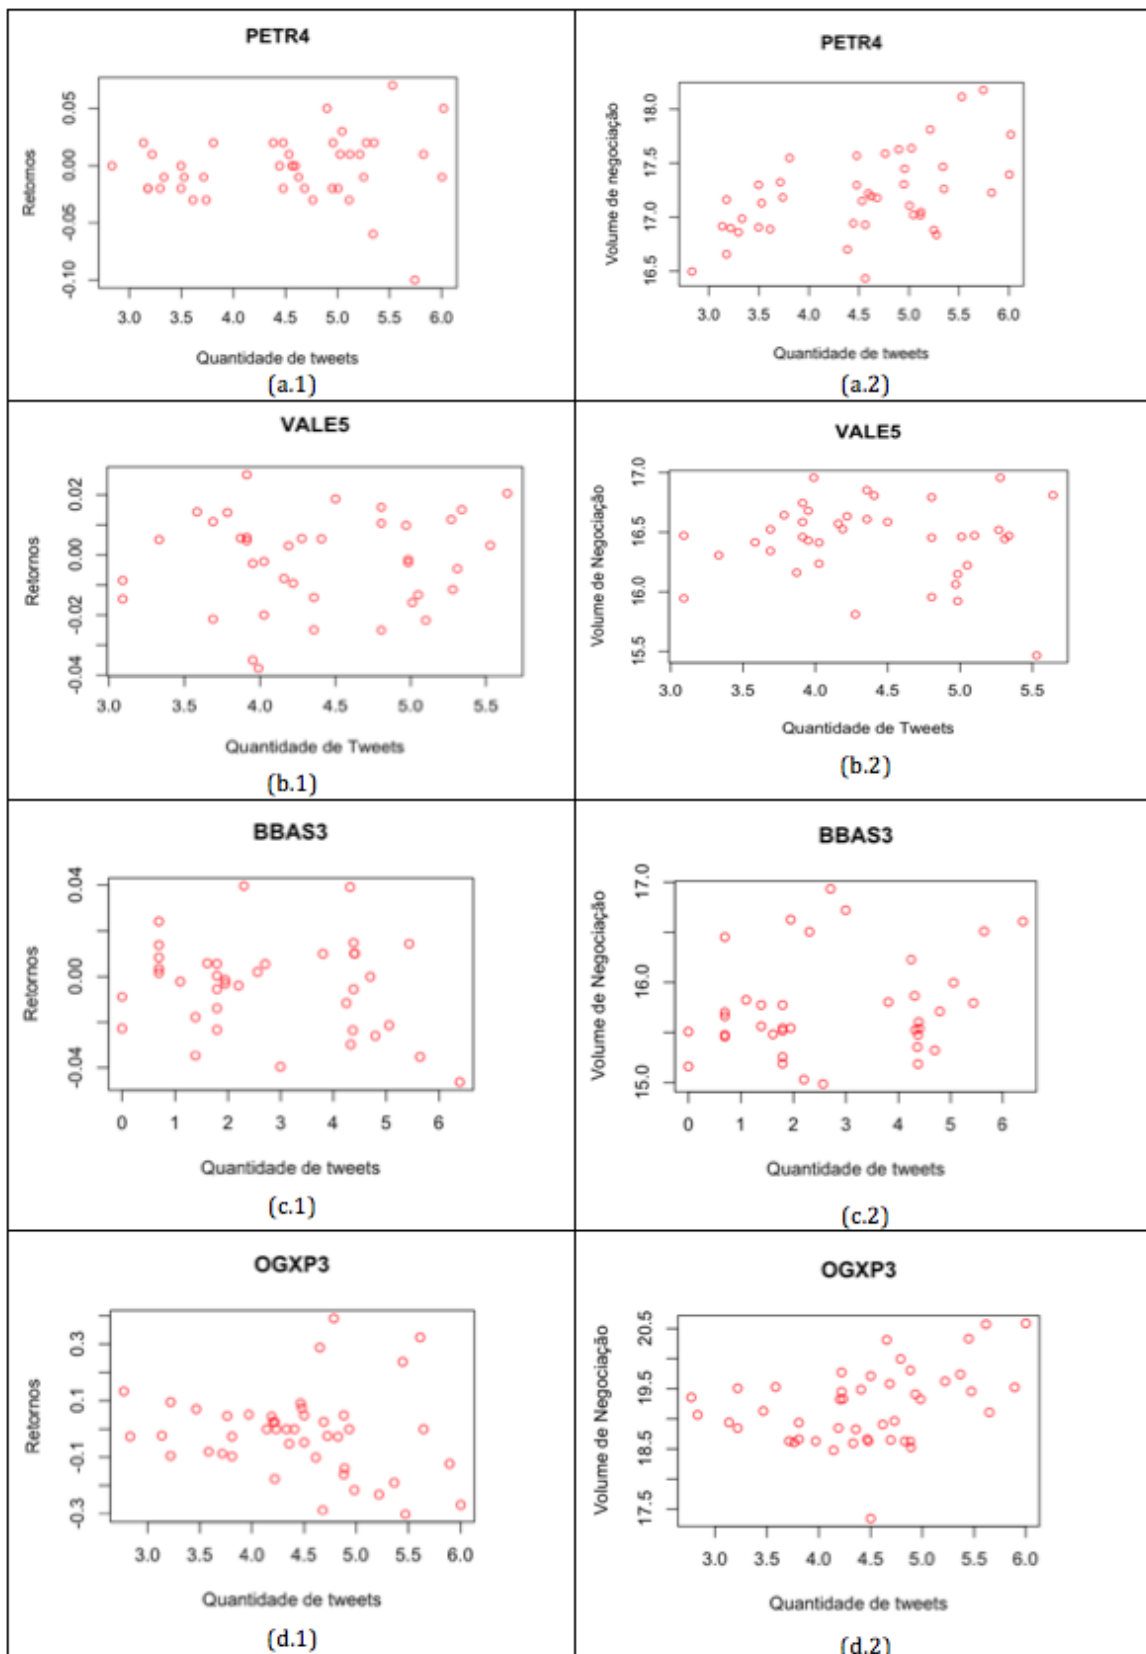 PETR4
Retornos
0.05
0.00
-0.05
-0.10
3.0 3.5 4.0 4.5 5.0 5.5 6.0
Quantidade de tweets
(a.1)
PETR4
Volume de negociação
18.0
17.5
17.0
16.5
3.0 3.5 4.0 4.5 5.0 5.5 6.0
Quantidade de tweets
(a.2)
VALE5
Retornos
0.02
0.00
-0.02
-0.04
3.0 3.5 4.0 4.5 5.0 5.5
Quantidade de Tweets
(b.1)
VALE5
Volume de Negociação
17.0
16.5
16.0
15.5
3.0 3.5 4.0 4.5 5.0 5.5
Quantidade de Tweets
(b.2)
BBAS3
Retornos
0.04
0.00
-0.04
0 1 2 3 4 5 6
Quantidade de tweets
(c.1)
BBAS3
Volume de Negociação
17.0
16.0
15.0
0 1 2 3 4 5 6
Quantidade de tweets
(c.2)
OGXP3
Retornos
0.3
0.1
-0.1
-0.3
3.0 3.5 4.0 4.5 5.0 5.5 6.0
Quantidade de tweets
(d.1)
OGXP3
Volume de Negociação
20.5
19.5
18.5
17.5
3.0 3.5 4.0 4.5 5.0 5.5 6.0
Quantidade de tweets
(d.2)